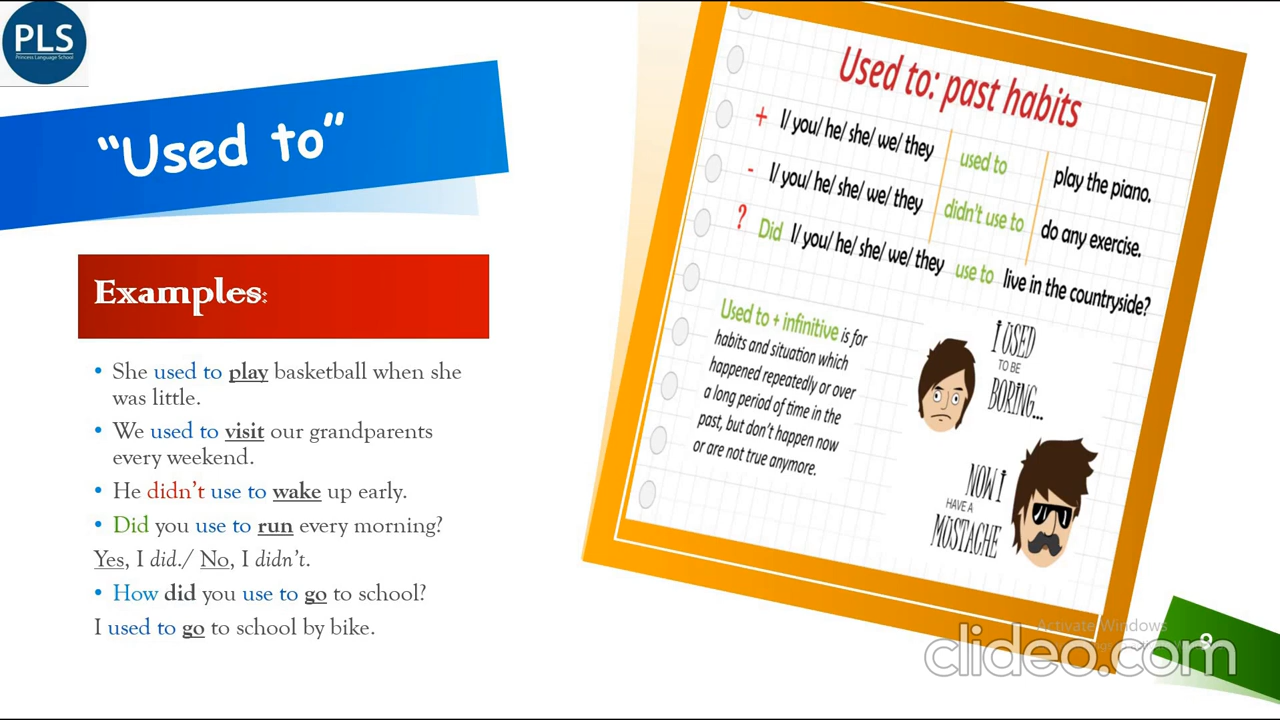 PLS
Princess Language School
“Used to”
Examples:
• She used to play basketball when she
was little.
• We used to visit our grandparents
every weekend.
• He didn’t use to wake up early.
• Did you use to run every morning?
Yes, I did./ No, I didn’t.
• How did you use to go to school?
I used to go to school by bike.
Used to: past habits
+ I/ you/ he/ she/ we/ they used to play the piano.
- I/ you/ he/ she/ we/ they didn’t use to do any exercise.
? Did I/ you/ he/ she/ we/ they use to live in the countryside?
Used to + infinitive is for
habits and situation which
happened repeatedly or over
a long period of time in the
past, but don’t happen now
or are not true anymore.
I USED
TO BE
BORING...
NOW I
HAVE A
MUSTACHE
Activate Windows
clideo.com